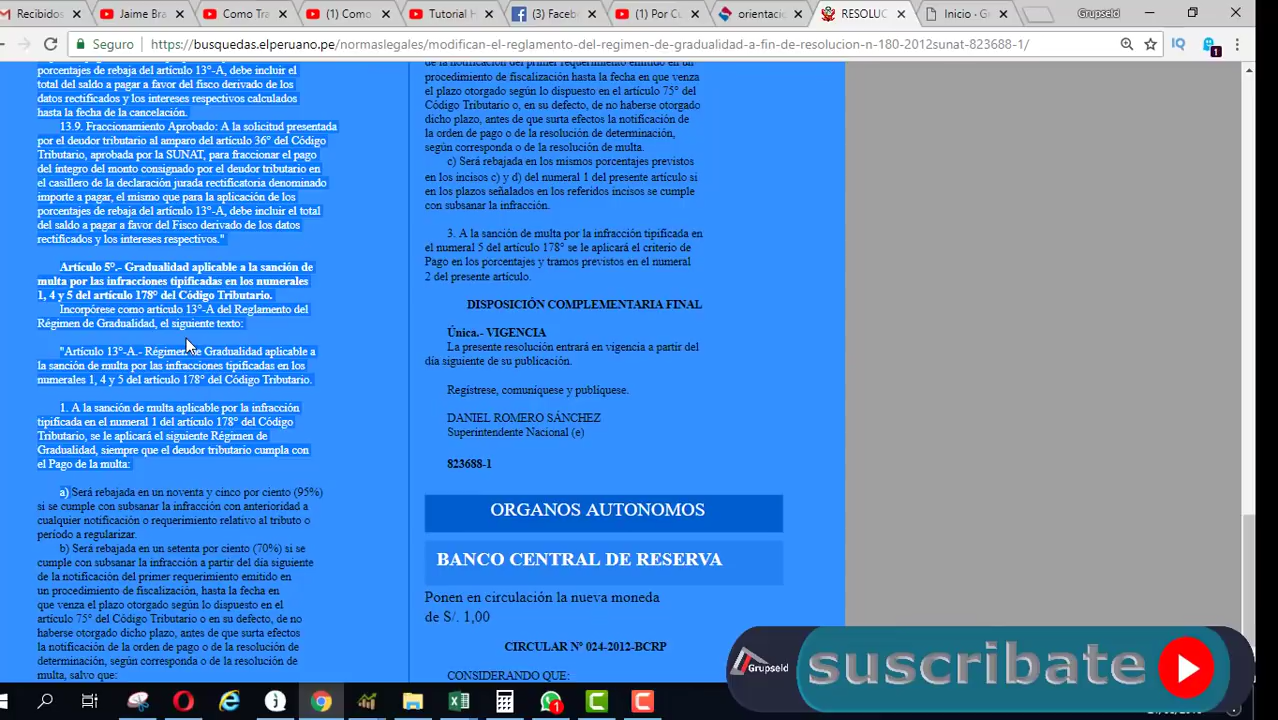 Recibidos
Jaime Bra
Como Tra
(1) Como
Tutorial H
(3) Faceb
(1) Por Cu
orientació
RESOLUC
Inicio · G
Grupseld
Seguro
https://busquedas.elperuano.pe/normaslegales/modifican-el-reglamento-del-regimen-de-gradualidad-a-fin-de-resolucion-n-180-2012sunat-823688-1/
porcentajes de rebaja del artículo 13°-A, debe incluir el
total del saldo a pagar a favor del fisco derivado de los
datos rectificados y los intereses respectivos calculados
hasta la fecha de la cancelación.
13.9. Fraccionamiento Aprobado: A la solicitud presentada
por el deudor tributario al amparo del artículo 36° del Código
Tributario, aprobada por la SUNAT, para fraccionar el pago
del íntegro del monto consignado por el deudor tributario en
el casillero de la declaración jurada rectificatoria denominado
importe a pagar, el mismo que para la aplicación de los
porcentajes de rebaja del artículo 13°-A, debe incluir el total
del saldo a pagar a favor del Fisco derivado de los datos
rectificados y los intereses respectivos."
Artículo 5°.- Gradualidad aplicable a la sanción de
multa por las infracciones tipificadas en los numerales
1, 4 y 5 del artículo 178° del Código Tributario.
Incorpórese como artículo 13°-A del Reglamento del
Régimen de Gradualidad, el siguiente texto:
"Artículo 13°-A.- Régimen de Gradualidad aplicable a
la sanción de multa por las infracciones tipificadas en los
numerales 1, 4 y 5 del artículo 178° del Código Tributario.
1. A la sanción de multa aplicable por la infracción
tipificada en el numeral 1 del artículo 178° del Código
Tributario, se le aplicará el siguiente Régimen de
Gradualidad, siempre que el deudor tributario cumpla con
el Pago de la multa:
a) Será rebajada en un noventa y cinco por ciento (95%)
si se cumple con subsanar la infracción con anterioridad a
cualquier notificación o requerimiento relativo al tributo o
período a regularizar.
b) Será rebajada en un setenta por ciento (70%) si se
cumple con subsanar la infracción a partir del día siguiente
de la notificación del primer requerimiento emitido en
un procedimiento de fiscalización, hasta la fecha en
que venza el plazo otorgado según lo dispuesto en el
artículo 75° del Código Tributario o en su defecto, de no
haberse otorgado dicho plazo, antes de que surta efectos
la notificación de la orden de pago o de la resolución de
determinación, según corresponda o de la resolución de
multa, salvo que:
de la notificación del primer requerimiento emitido en un
procedimiento de fiscalización hasta la fecha en que venza
el plazo otorgado según lo dispuesto en el artículo 75° del
Código Tributario o, en su defecto, de no haberse otorgado
dicho plazo, antes de que surta efectos la notificación de
la orden de pago o de la resolución de determinación,
según corresponda o de la resolución de multa.
c) Será rebajada en los mismos porcentajes previstos
en los incisos c) y d) del numeral 1 del presente artículo si
en los plazos señalados en los referidos incisos se cumple
con subsanar la infracción.
3. A la sanción de multa por la infracción tipificada en
el numeral 5 del artículo 178° se le aplicará el criterio de
Pago en los porcentajes y tramos previstos en el numeral
2 del presente artículo.
DISPOSICIÓN COMPLEMENTARIA FINAL
Única.- VIGENCIA
La presente resolución entrará en vigencia a partir del
día siguiente de su publicación.
Regístrese, comuníquese y publíquese.
DANIEL ROMERO SÁNCHEZ
Superintendente Nacional (e)
823688-1
ORGANOS AUTONOMOS
BANCO CENTRAL DE RESERVA
Ponen en circulación la nueva moneda
de S/. 1,00
CIRCULAR Nº 024-2012-BCRP
CONSIDERANDO QUE:
Grupseld
suscribate